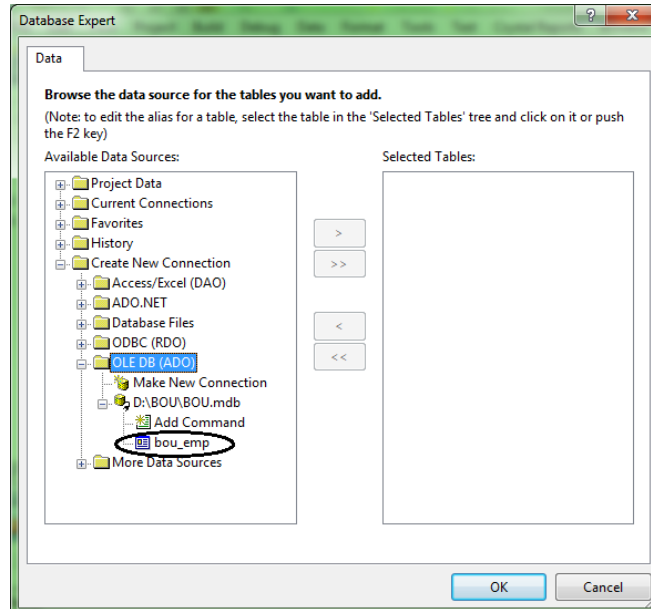 Database Expert
Data
Browse the data source for the tables you want to add.
(Note: to edit the alias for a table, select the table in the 'Selected Tables' tree and click on it or push
the F2 key)
Available Data Sources:
Selected Tables:
Project Data
Current Connections
Favorites
History
Create New Connection
Access/Excel (DAO)
ADO.NET
Database Files
ODBC (RDO)
OLE DB (ADO)
Make New Connection
D:\BOU\BOU.mdb
Add Command
bou_emp
More Data Sources
>
>>
<
<<
OK
Cancel